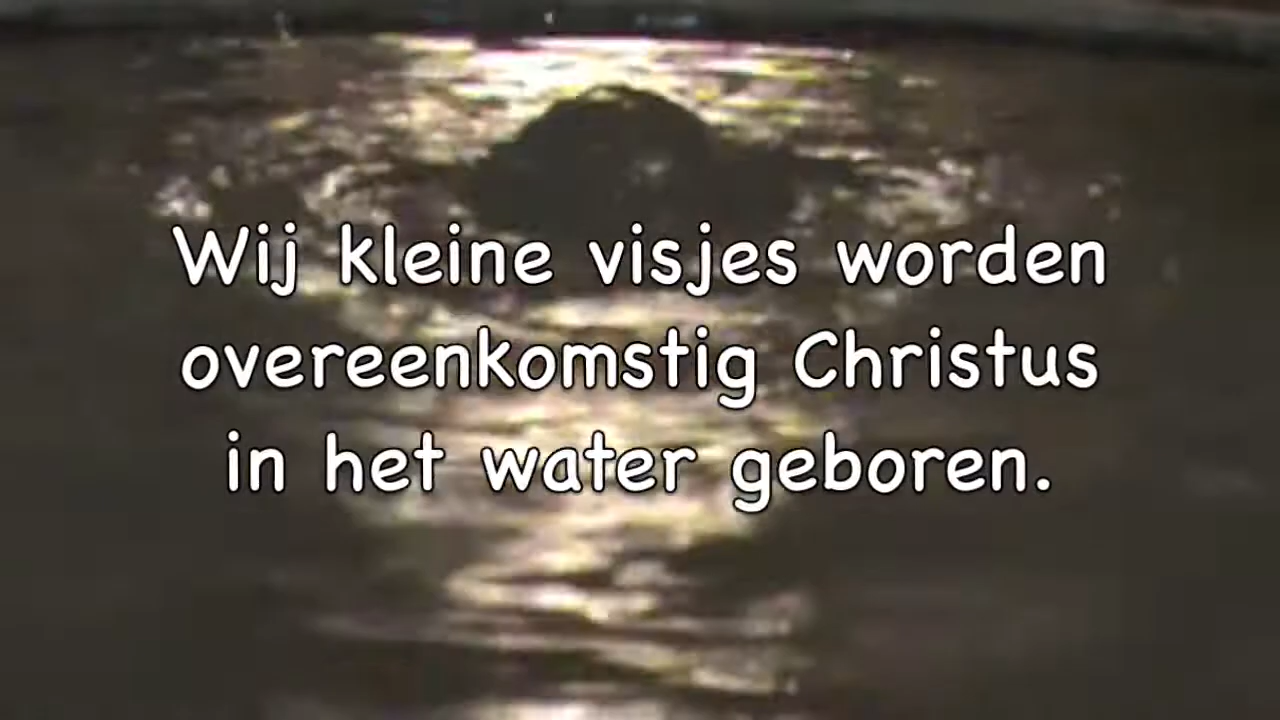 Wij kleine visjes worden
overeenkomstig Christus
in het water geboren.